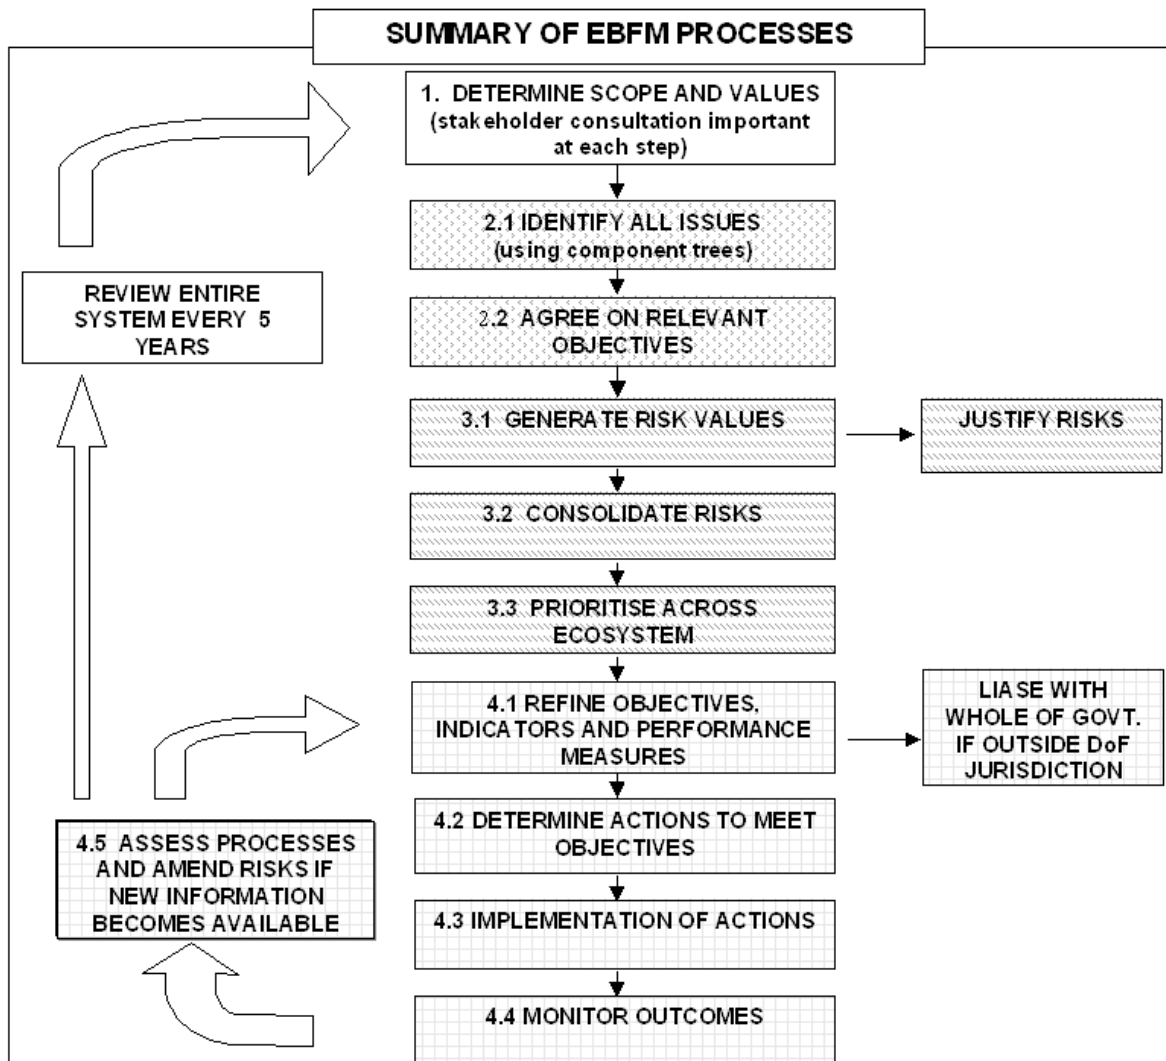 SUMMARY OF EBFM PROCESSES
1. DETERMINE SCOPE AND VALUES
(stakeholder consultation important
at each step)
2.1 IDENTIFY ALL ISSUES
(using component trees)
REVIEW ENTIRE
SYSTEM EVERY 5
YEARS
2.2 AGREE ON RELEVANT
OBJECTIVES
3.1 GENERATE RISK VALUES
JUSTIFY RISKS
3.2 CONSOLIDATE RISKS
3.3 PRIORITISE ACROSS
ECOSYSTEM
4.1 REFINE OBJECTIVES,
INDICATORS AND PERFORMANCE
MEASURES
LIASE WITH
WHOLE OF GOVT.
IF OUTSIDE DoF
JURISDICTION
4.2 DETERMINE ACTIONS TO MEET
OBJECTIVES
4.5 ASSESS PROCESSES
AND AMEND RISKS IF
NEW INFORMATION
BECOMES AVAILABLE
4.3 IMPLEMENTATION OF ACTIONS
4.4 MONITOR OUTCOMES